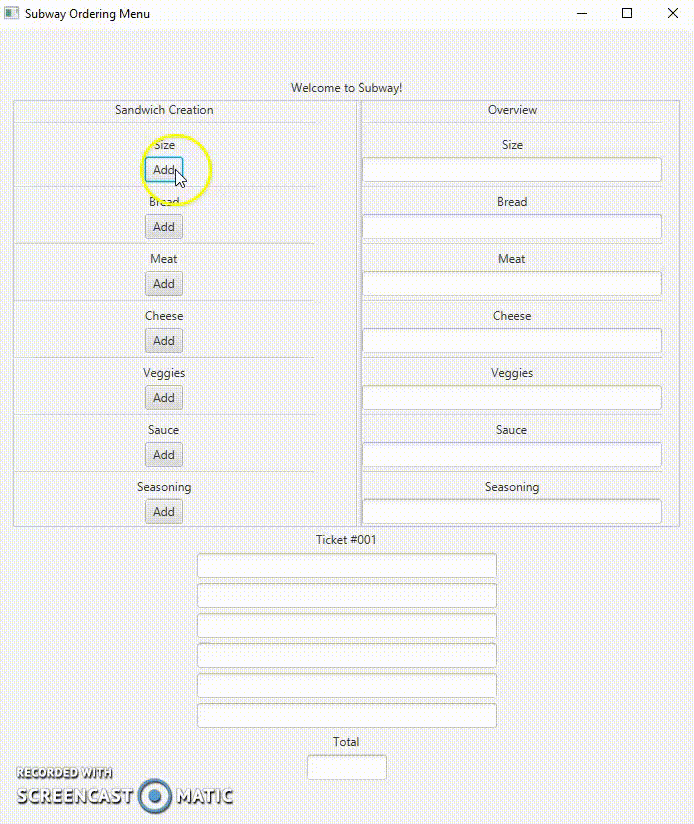 Subway Ordering Menu
Welcome to Subway!
Sandwich Creation
Overview
Size
Add
Size
Bread
Add
Bread
Meat
Add
Meat
Cheese
Add
Cheese
Veggies
Add
Veggies
Sauce
Add
Sauce
Seasoning
Add
Seasoning
Ticket #001
Total
RECORDED WITH
SCREENCAST MATIC